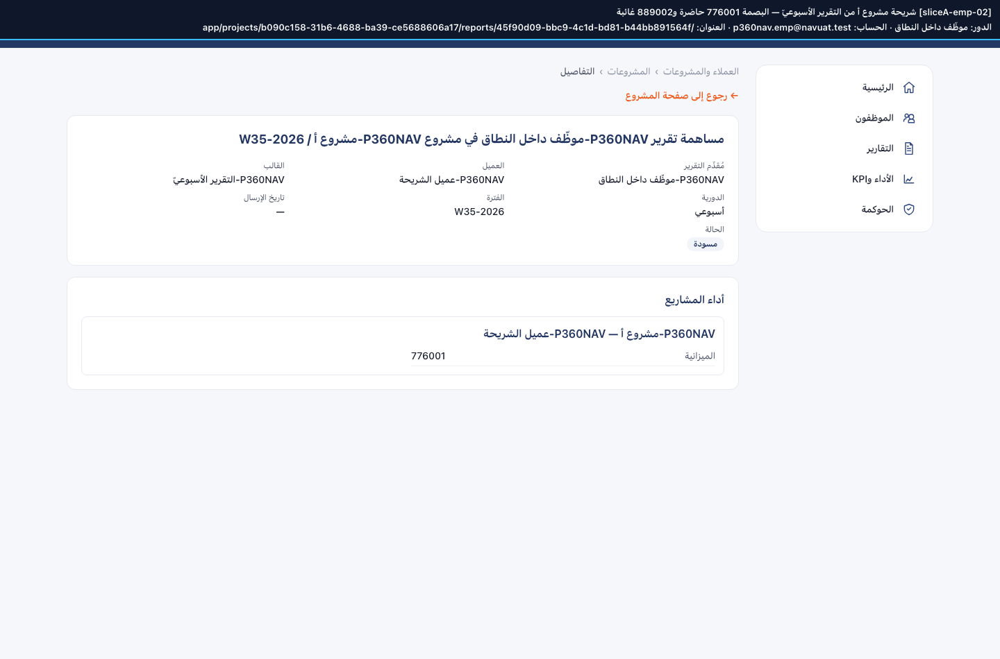 [sliceA-emp-02] شريحة مشروع أ من التقرير الأسبوعيّ — البصمة 776001 حاضرة و889002 غائبة
الدور: موظّف داخل النطاق · الحساب: p360nav.emp@navuat.test · العنوان: /app/projects/b090c158-31b6-4688-ba39-ce5688606a17/reports/45f90d09-bbc9-4c1d-bd81-b44bb891564f
الرئيسية
الموظفون
التقارير
الأداء وKPI
الحوكمة
العملاء والمشروعات › المشروعات › التفاصيل
← رجوع إلى صفحة المشروع
مساهمة تقرير P360NAV-موظّف داخل النطاق في مشروع P360NAV-مشروع أ / W35-2026
مُقدّم التقرير العميل القالب
P360NAV-موظّف داخل النطاق P360NAV-عميل الشريحة P360NAV-التقرير الأسبوعيّ
الدورية الفترة تاريخ الإرسال
أسبوعي W35-2026 —
الحالة
مسودة
أداء المشاريع
P360NAV-مشروع أ — P360NAV-عميل الشريحة
الميزانية 776001